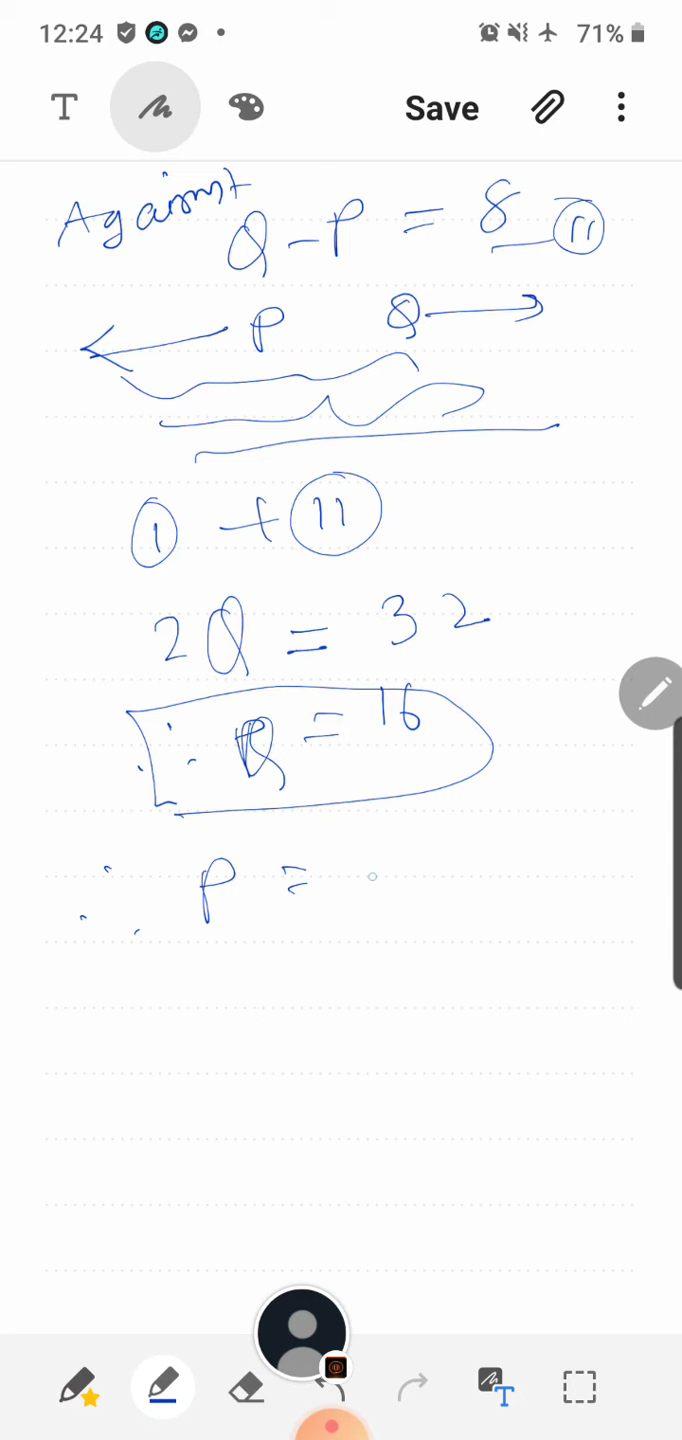 12:24 71%
T Save
Against
Q - P = 8 (II)
P Q
(I) + (II)
2Q = 32
∴ Q = 16
∴ P =
T